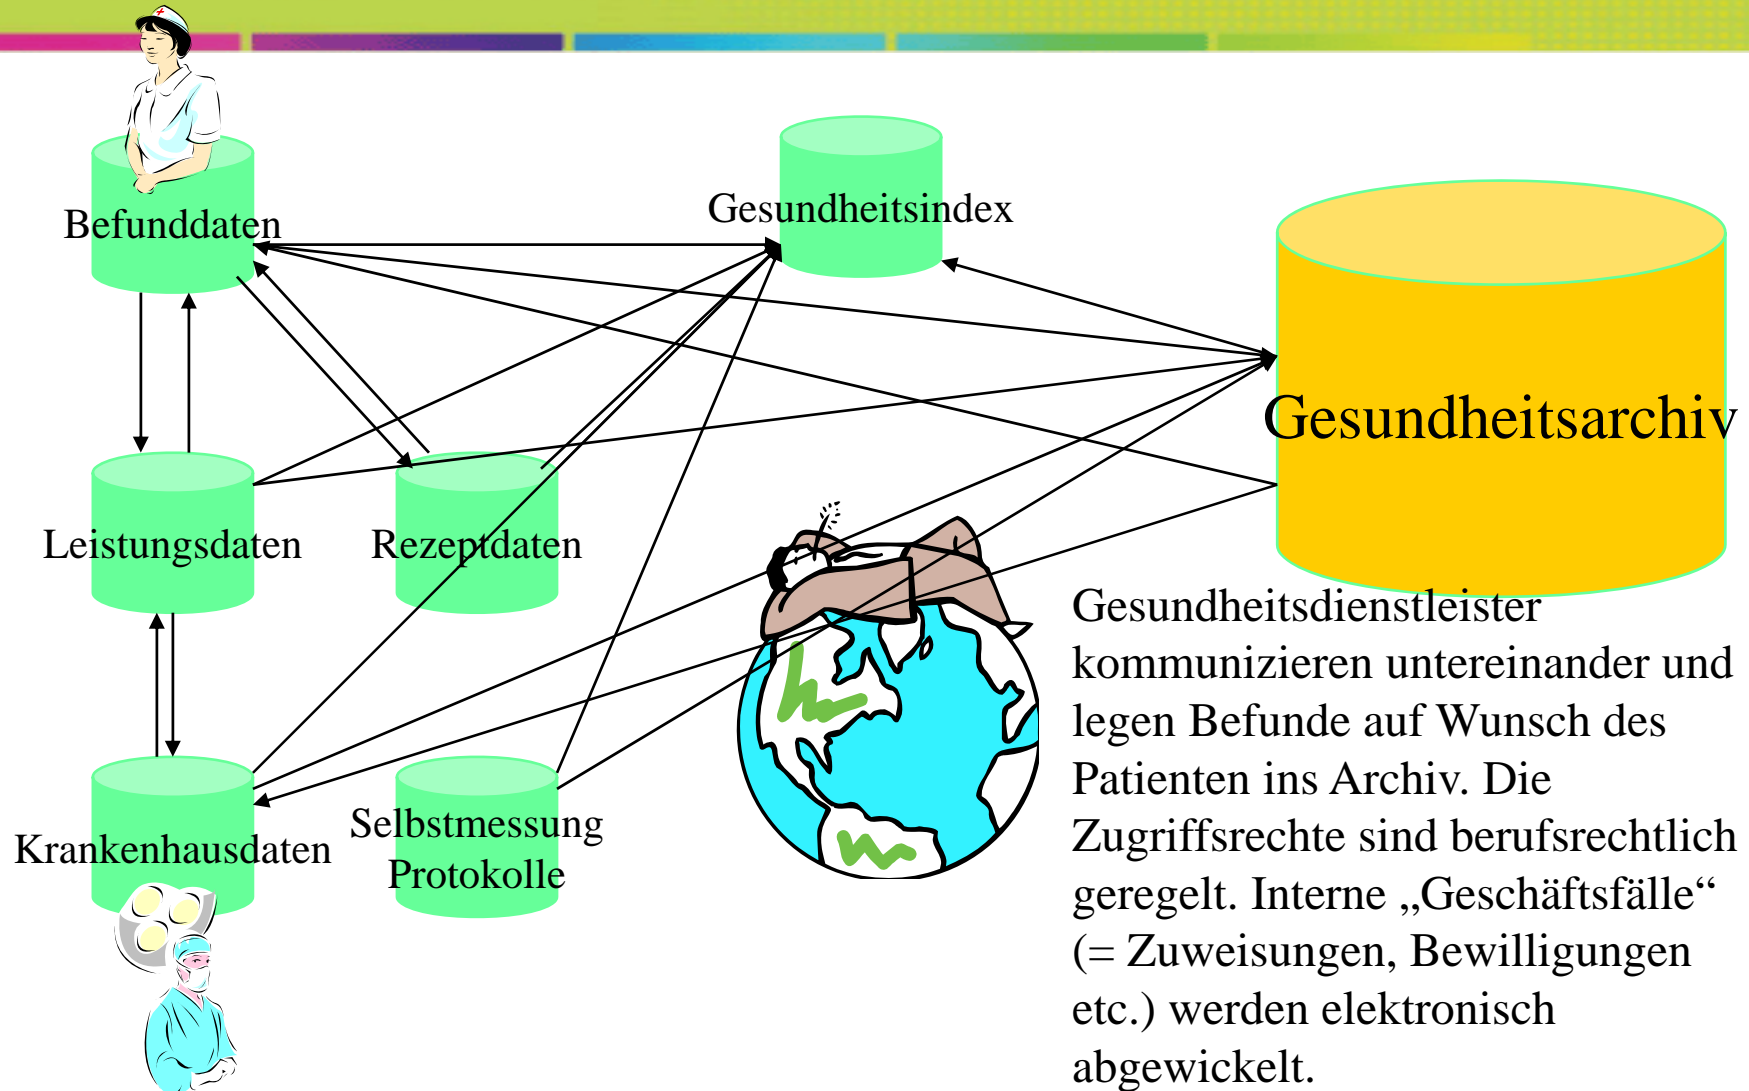 Befunddaten
Gesundheitsindex
Gesundheitsarchiv
Leistungsdaten
Rezeptdaten
Krankenhausdaten
Selbstmessung
Protokolle
Gesundheitsdienstleister
kommunizieren untereinander und
legen Befunde auf Wunsch des
Patienten ins Archiv. Die
Zugriffsrechte sind berufsrechtlich
geregelt. Interne „Geschäftsfälle“
(= Zuweisungen, Bewilligungen
etc.) werden elektronisch
abgewickelt.